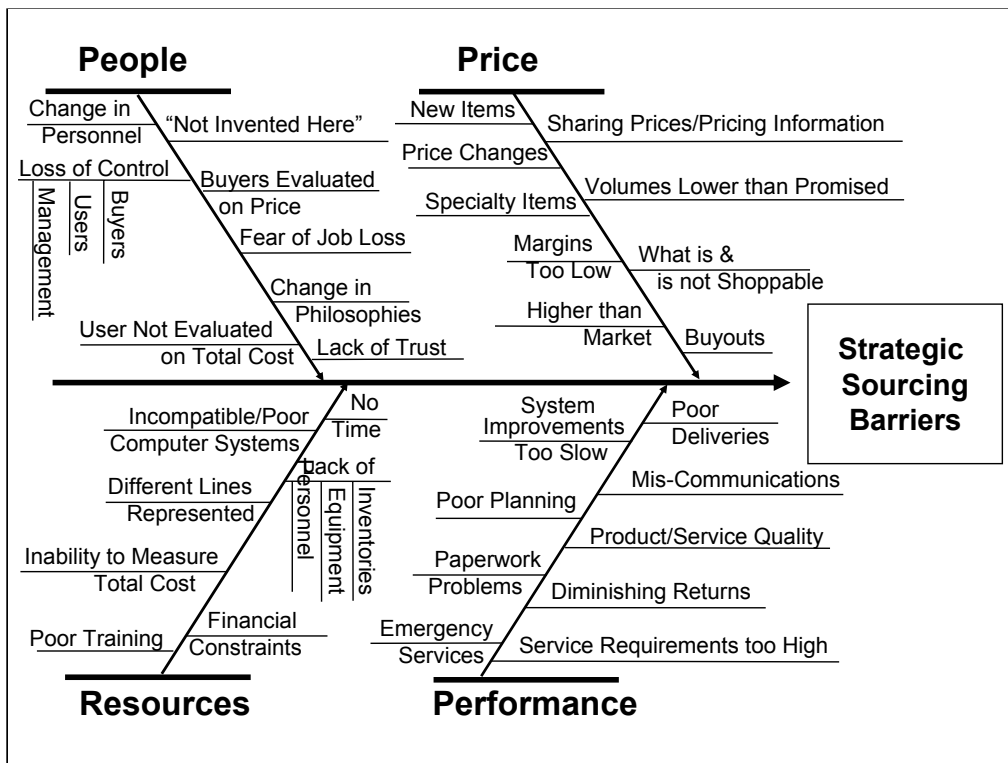 People
Change in
Personnel
“Not Invented Here”
Loss of Control
Management
Users
Buyers
Buyers Evaluated
on Price
Fear of Job Loss
Change in
Philosophies
User Not Evaluated
on Total Cost
Lack of Trust
Price
New Items
Sharing Prices/Pricing Information
Price Changes
Volumes Lower than Promised
Specialty Items
Margins
Too Low
What is &
is not Shoppable
Higher than
Market
Buyouts
Strategic
Sourcing
Barriers
No
Time
Incompatible/Poor
Computer Systems
Lack of
Personnel
Equipment
Inventories
Different Lines
Represented
Inability to Measure
Total Cost
Financial
Constraints
Poor Training
Resources
System
Improvements
Too Slow
Poor
Deliveries
Mis-Communications
Poor Planning
Product/Service Quality
Paperwork
Problems
Diminishing Returns
Emergency
Services
Service Requirements too High
Performance